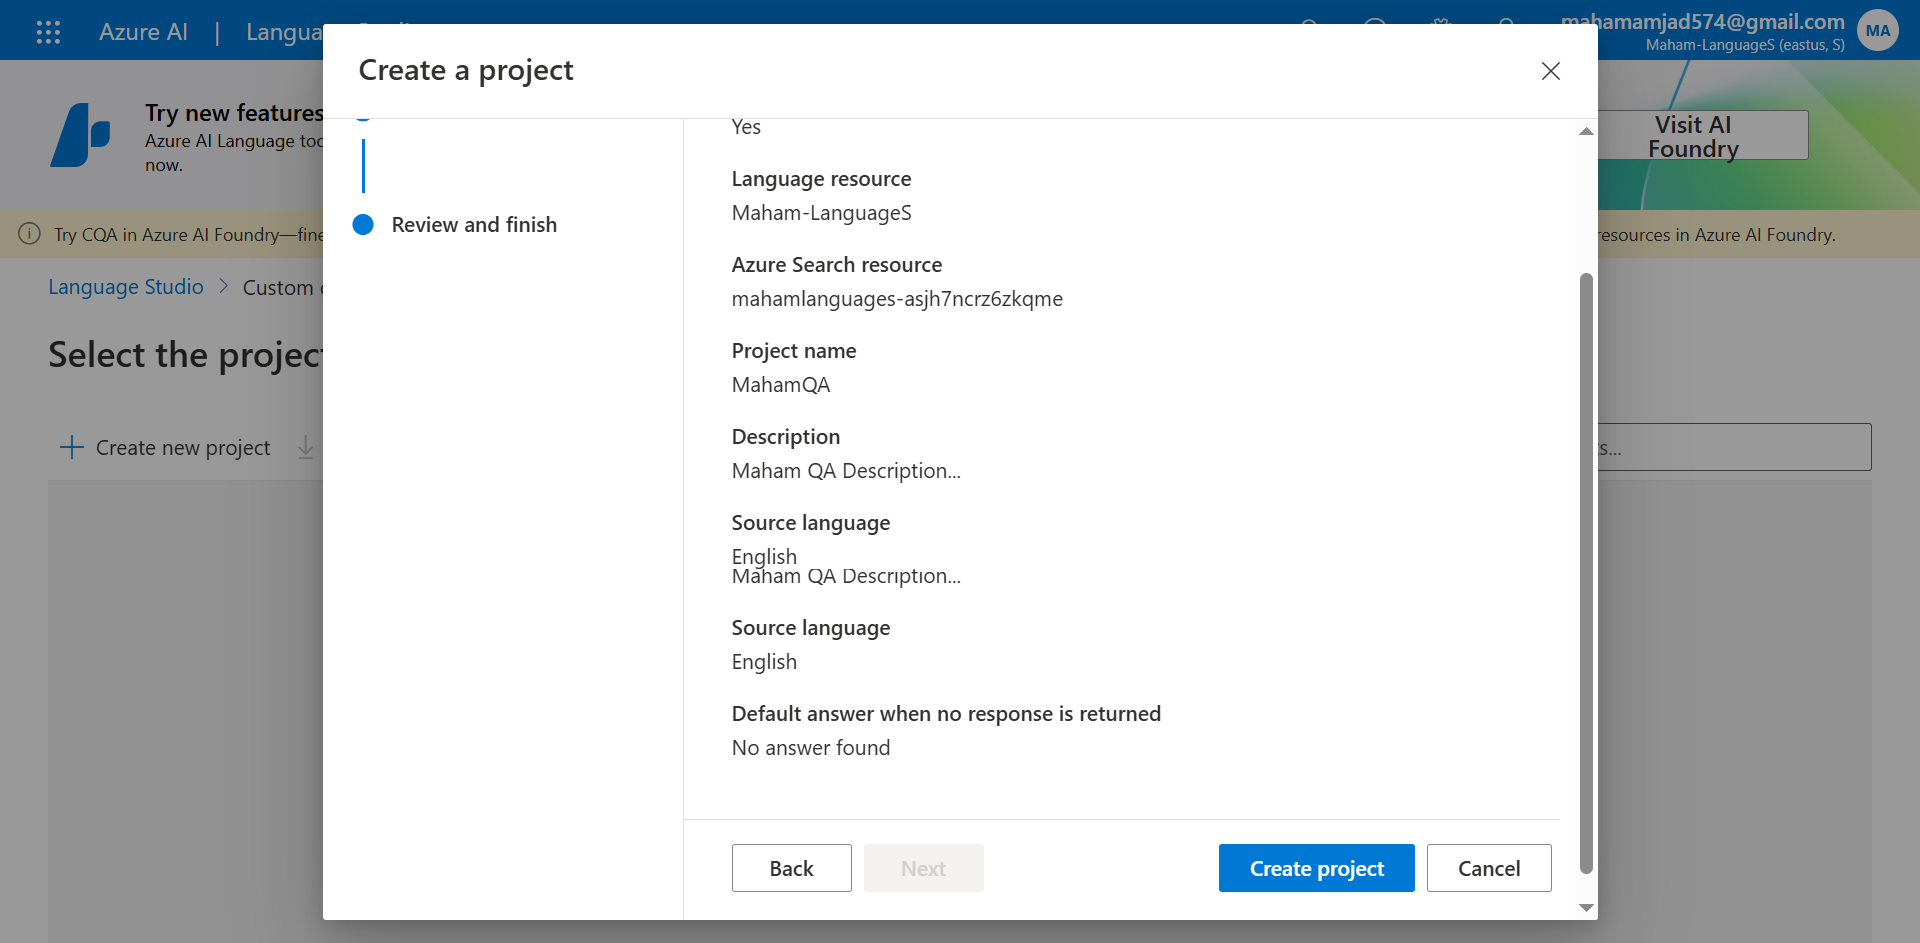 Azure AI | Langua
mahamamjad574@gmail.com
Maham-LanguageS (eastus, S)
MA
Create a project
Try new features
Azure AI Language too
now.
Visit AI
Foundry
Try CQA in Azure AI Foundry—fine
resources in Azure AI Foundry.
Language Studio > Custom
Select the project
Create new project
s...
Review and finish
Yes
Language resource
Maham-LanguageS
Azure Search resource
mahamlanguages-asjh7ncrz6zkqme
Project name
MahamQA
Description
Maham QA Description...
Source language
English
Maham QA Description...
Source language
English
Default answer when no response is returned
No answer found
Back
Next
Create project
Cancel